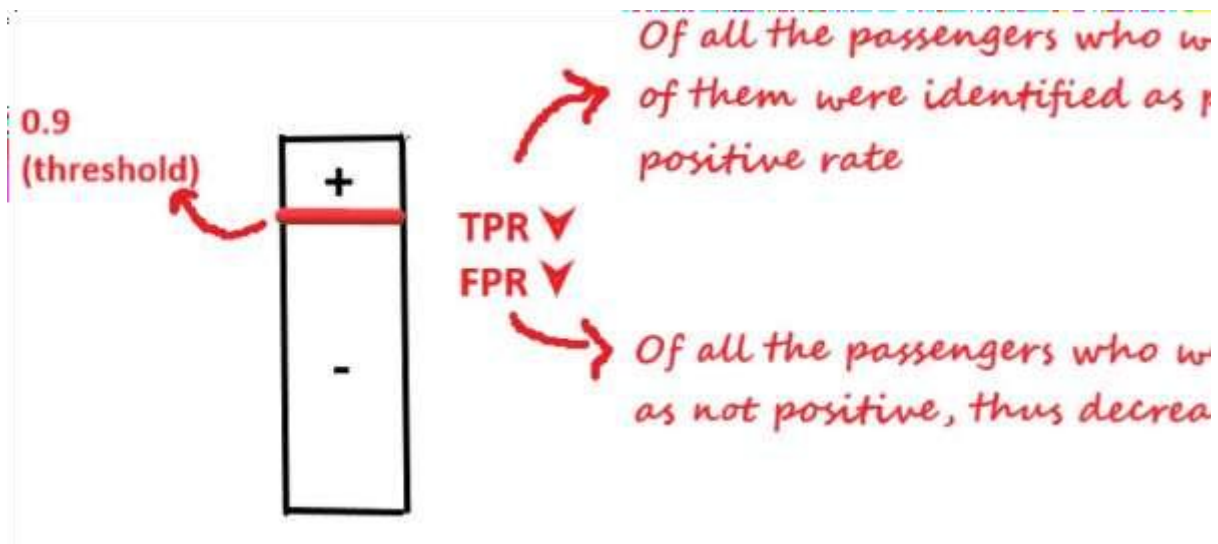 Of all the passengers who
of them were identified as
positive rate
0.9
(threshold)
+
TPR
FPR
-
Of all the passengers who
as not positive, thus